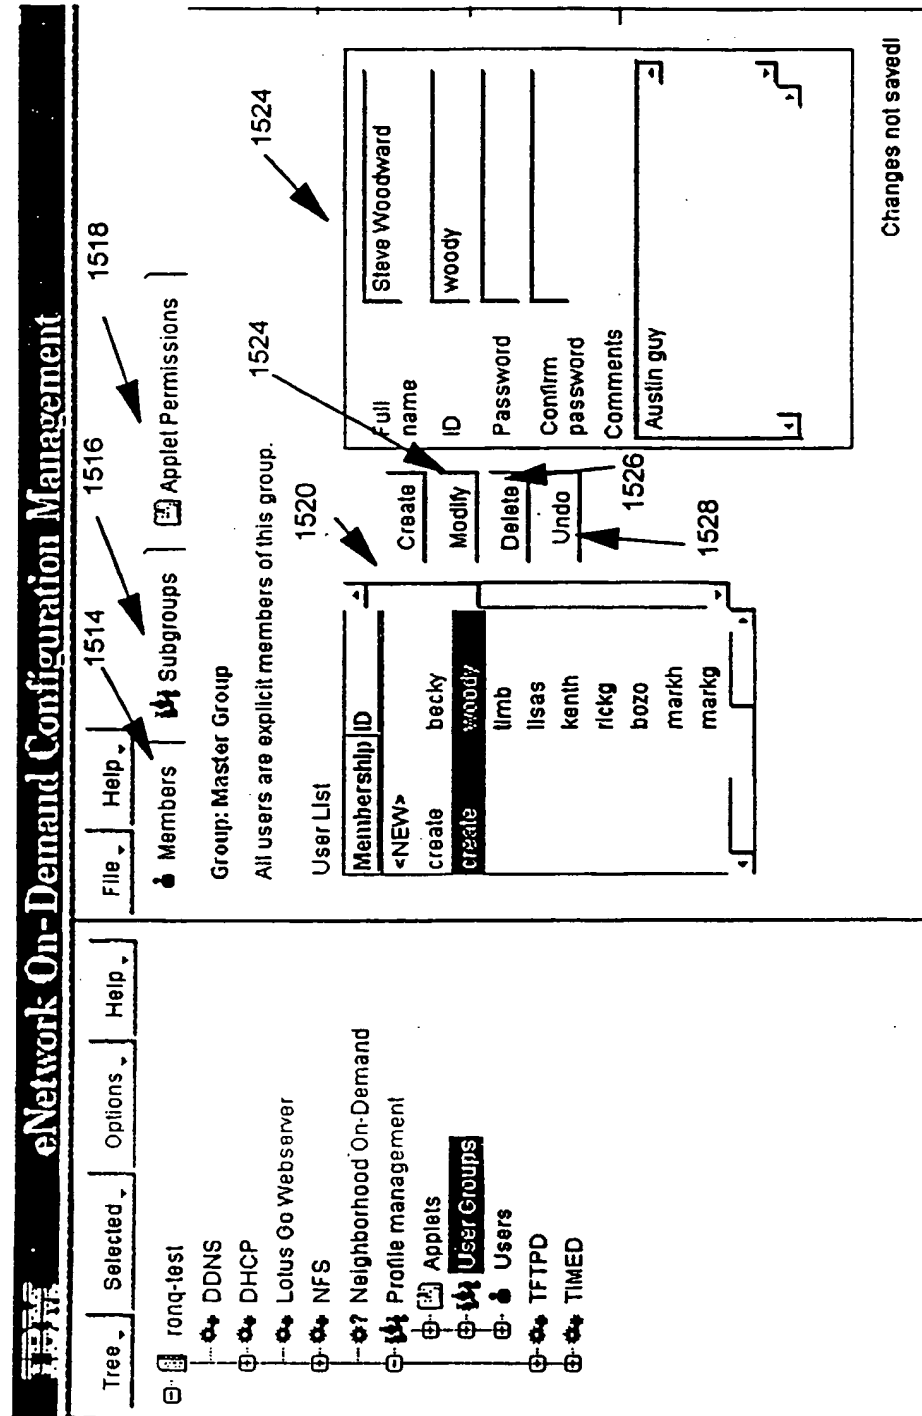 IBM eNetwork On-Demand Configuration Management
Tree Selected Options Help
ronq-test
DDNS
DHCP
Lotus Go Webserver
NFS
? Neighborhood On-Demand
Profile management
Applets
User Groups
Users
TFTPD
TIMED
File Help
1514
1516
1518
Members Subgroups Applet Permissions
Group: Master Group
All users are explicit members of this group.
1520
1524
1524
User List
Membership ID
<NEW>
create becky
create woody
timb
lisas
kenth
rickg
bozo
markh
markg
Create
Modify
Delete
Undo
1526
1528
Full name Steve Woodward
ID woody
Password
Confirm password
Comments
Austin guy
Changes not saved!